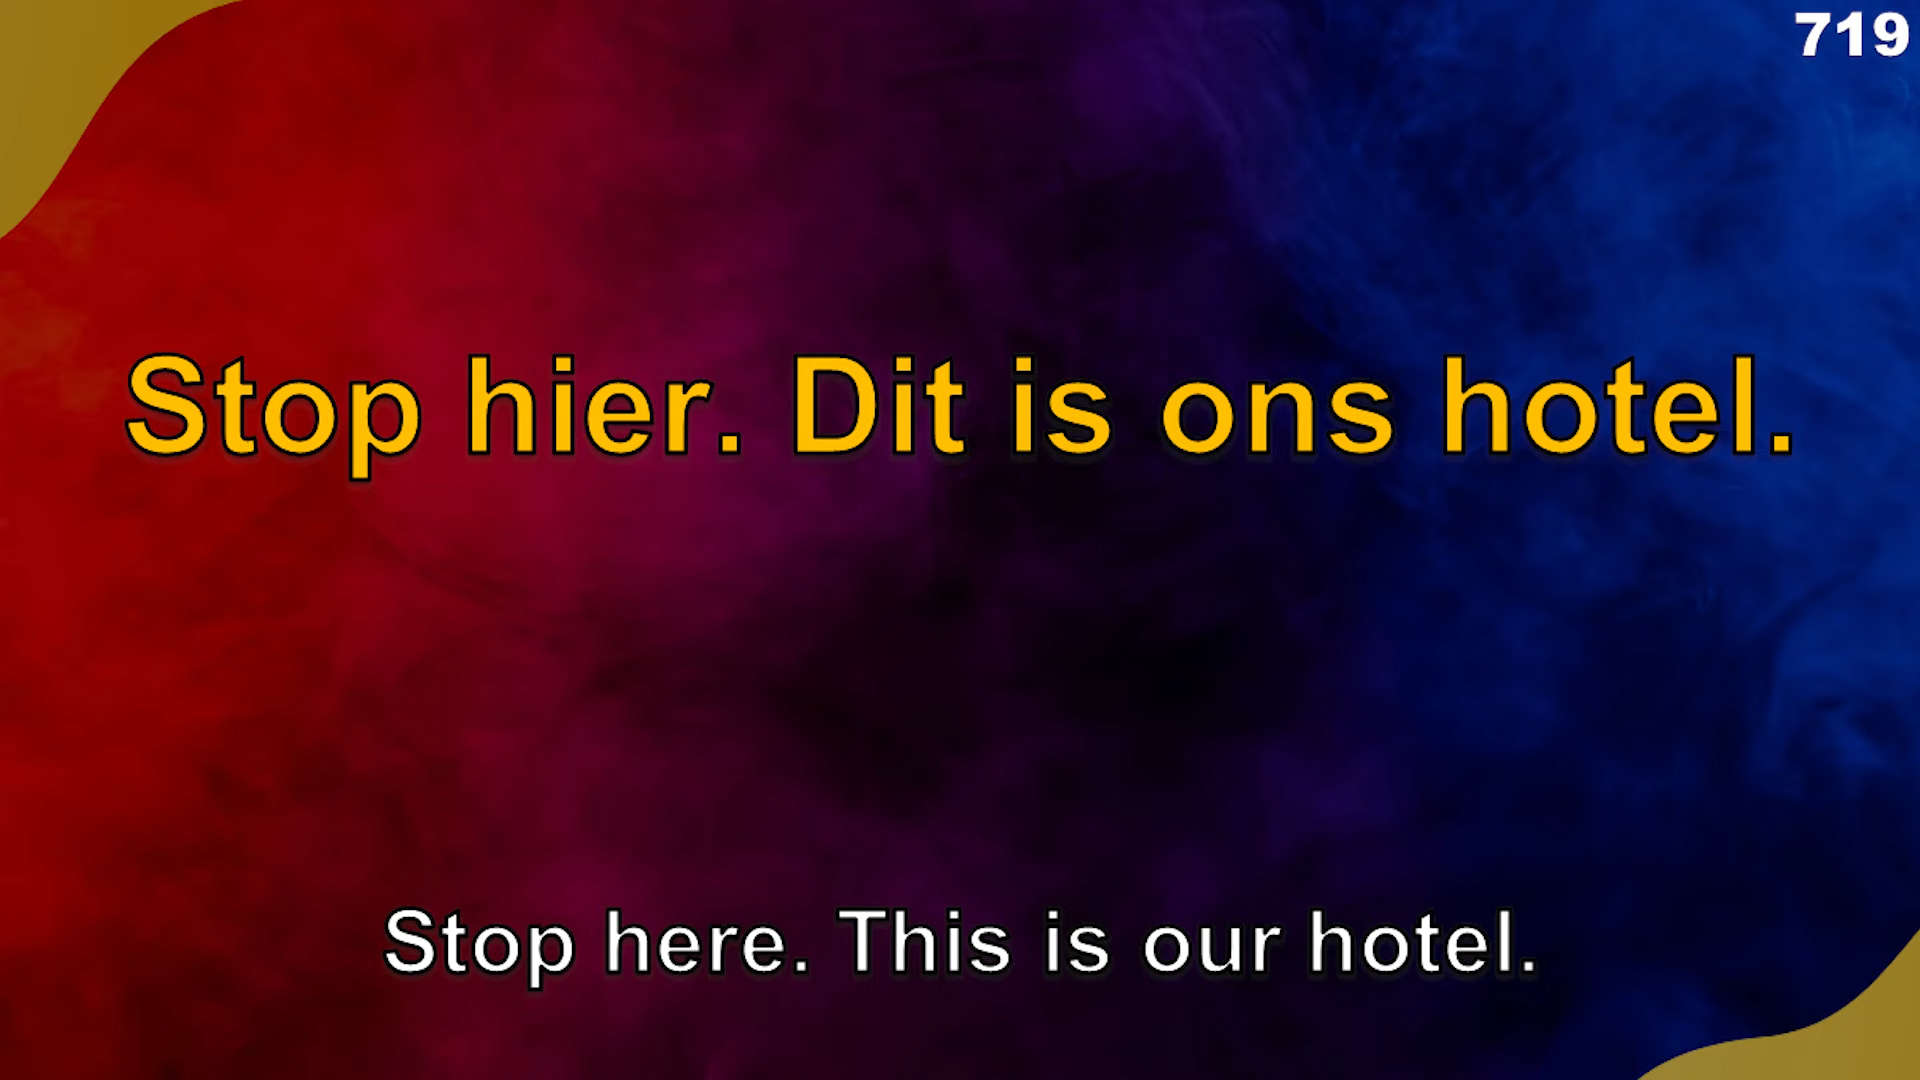 719
Stop hier. Dit is ons hotel.
Stop here. This is our hotel.